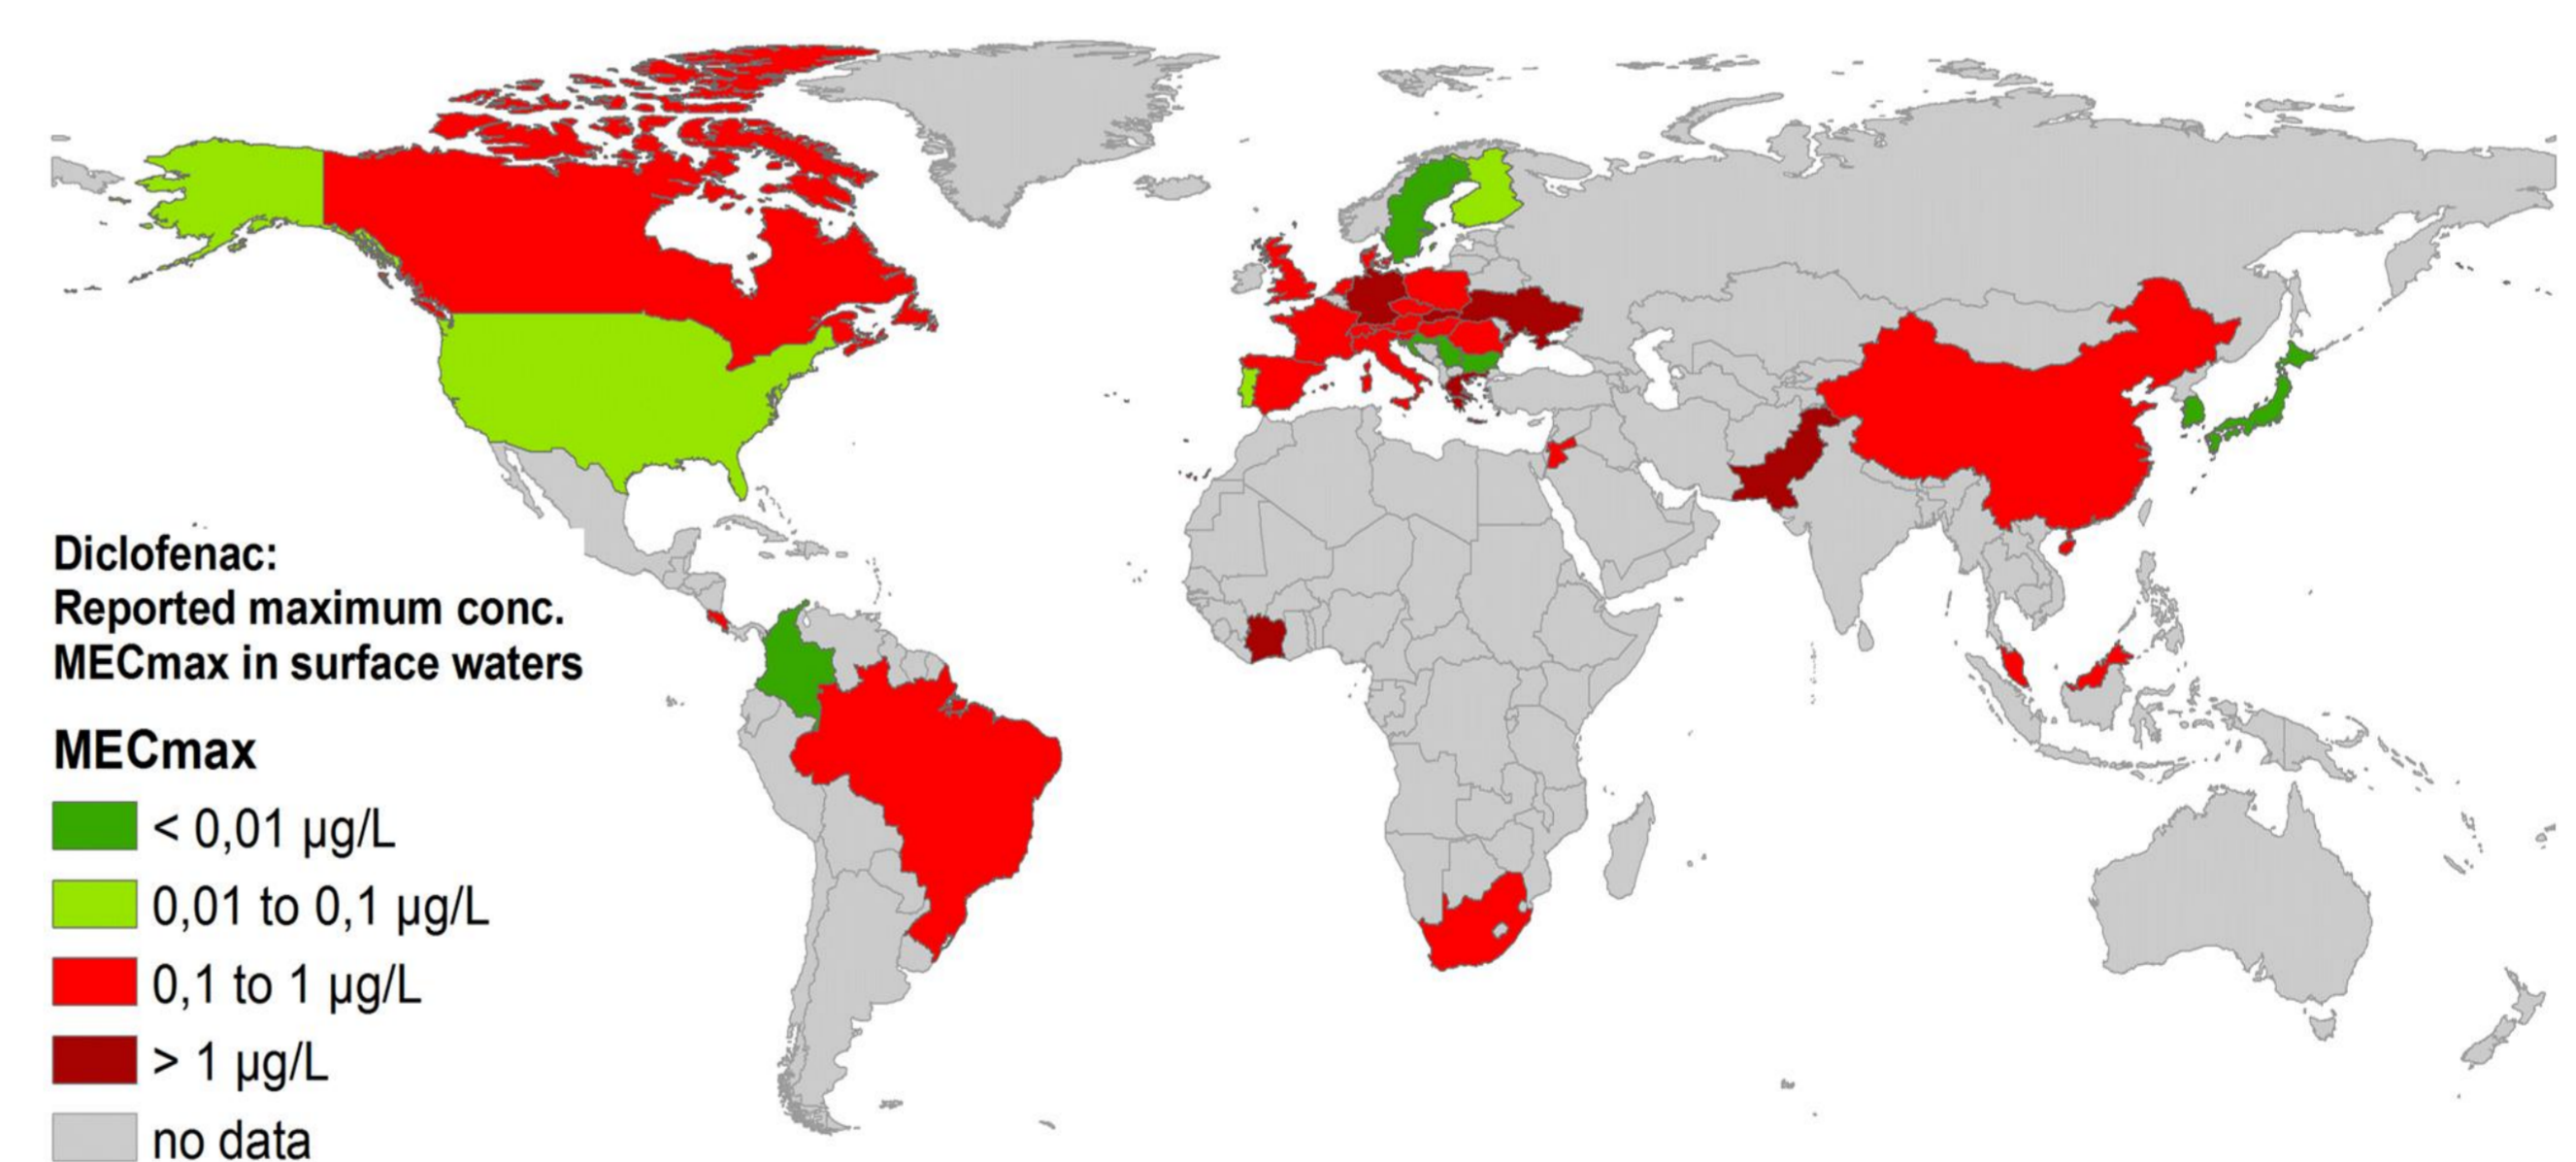 Diclofenac:
Reported maximum conc.
MECmax in surface waters
MECmax
< 0,01 µg/L
0,01 to 0,1 µg/L
0,1 to 1 µg/L
> 1 µg/L
no data